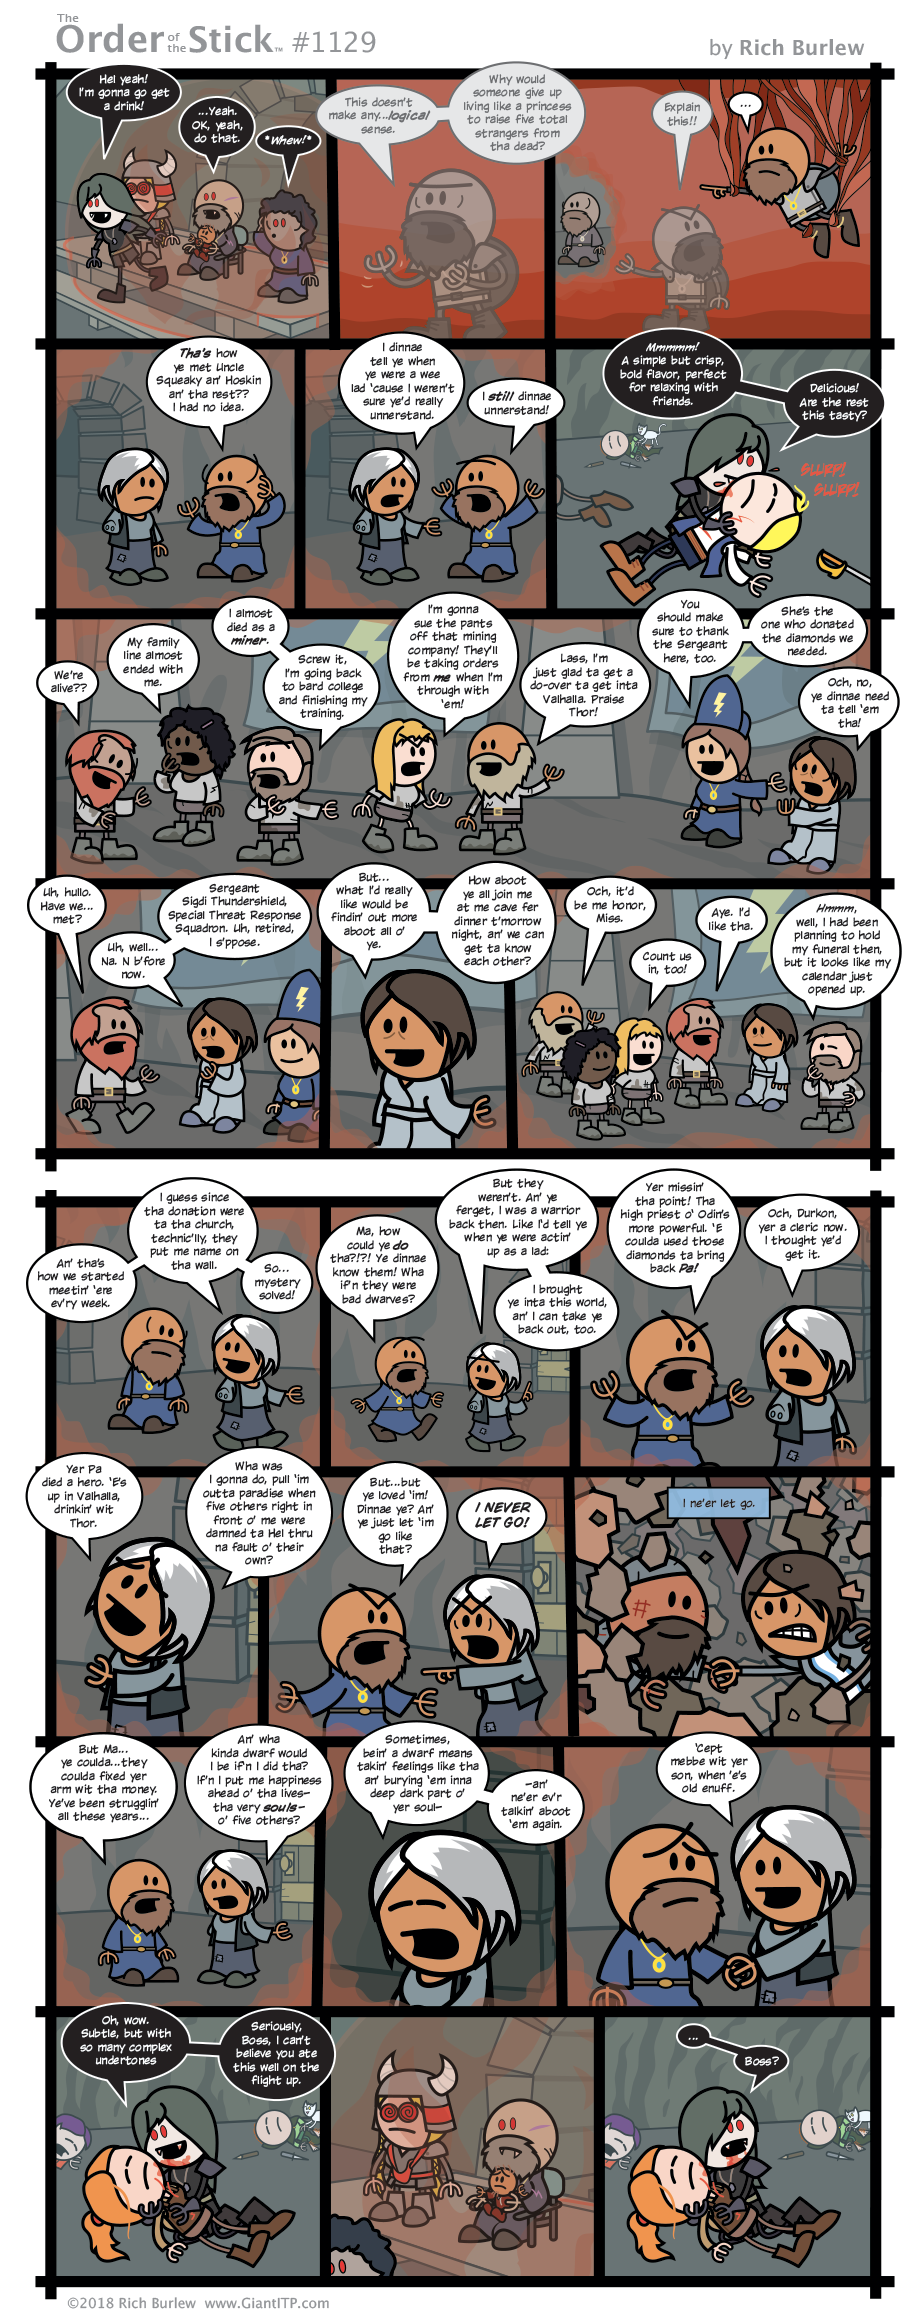 The
Order of the Stick™ #1129
by Rich Burlew
Hel yeah!
I'm gonna go get
a drink!
...Yeah.
OK, yeah,
do that.
*Whew!*
This doesn't
make any...logical
sense.
Why would
someone give up
living like a princess
to raise five total
strangers from
tha dead?
Explain
this!!
...
Tha's how
ye met Uncle
Squeaky an' Hoskin
an' tha rest??
I had no idea.
I dinnae
tell ye when
ye were a wee
lad 'cause I weren't
sure ye'd really
unnerstand.
I still dinnae
unnerstand!
Mmmmm!
A simple but crisp,
bold flavor, perfect
for relaxing with
friends.
Delicious!
Are the rest
this tasty?
SLURP!
SLURP!
We're
alive??
My family
line almost
ended with
me.
I almost
died as a
miner.
Screw it,
I'm going back
to bard college
and finishing my
training.
I'm gonna
sue the pants
off that mining
company! They'll
be taking orders
from me when I'm
through with
'em!
Lass, I'm
just glad ta get a
do-over ta get inta
Valhalla. Praise
Thor!
You
should make
sure to thank
the Sergeant
here, too.
She's the
one who donated
the diamonds we
needed.
Och, no,
ye dinnae need
ta tell 'em
tha!
Uh, hullo.
Have we...
met?
Uh, well...
Na. N b'fore
now.
Sergeant
Sigdi Thundershield,
Special Threat Response
Squadron. Uh, retired,
I s'ppose.
But...
what I'd really
like would be
findin' out more
aboot all o'
ye.
How aboot
ye all join me
at me cave fer
dinner t'morrow
night, an' we can
get ta know
each other?
Och, it'd
be me honor,
Miss.
Count us
in, too!
Aye. I'd
like tha.
Hmmm,
well, I had been
planning to hold
my funeral then,
but it looks like my
calendar just
opened up.
An' tha's
how we started
meetin' 'ere
ev'ry week.
I guess since
tha donation were
ta tha church,
technic'lly, they
put me name on
tha wall.
So...
mystery
solved!
Ma, how
could ye do
tha?!?! Ye dinnae
know them! Wha
if'n they were
bad dwarves?
But they
weren't. An' ye
ferget, I was a warrior
back then. Like I'd tell ye
when ye were actin'
up as a lad:
I brought
ye inta this world,
an' I can take ye
back out, too.
Yer missin'
tha point! Tha
high priest o' Odin's
more powerful. 'E
coulda used those
diamonds ta bring
back Pa!
Och, Durkon,
yer a cleric now.
I thought ye'd
get it.
Yer Pa
died a hero. 'E's
up in Valhalla,
drinkin' wit
Thor.
Wha was
I gonna do, pull 'im
outta paradise when
five others right in
front o' me were
damned ta Hel thru
na fault o' their
own?
But...but
ye loved 'im!
Dinnae ye? An'
ye just let 'im
go like
that?
I NEVER
LET GO!
I ne'er let go.
But Ma...
ye coulda...they
coulda fixed yer
arm wit tha money.
Ye've been strugglin'
all these years...
An' wha
kinda dwarf would
I be if'n I did tha?
If'n I put me happiness
ahead o' tha lives—
tha very souls—
o' five others?
Sometimes,
bein' a dwarf means
takin' feelings like tha
an' burying 'em inna
deep dark part o'
yer soul—
—an'
ne'er ev'r
talkin' aboot
'em again.
'Cept
mebbe wit yer
son, when 'e's
old enuff.
Oh, wow.
Subtle, but with
so many complex
undertones
Seriously,
Boss, I can't
believe you ate
this well on the
flight up.
...
Boss?
©2018 Rich Burlew www.GiantITP.com